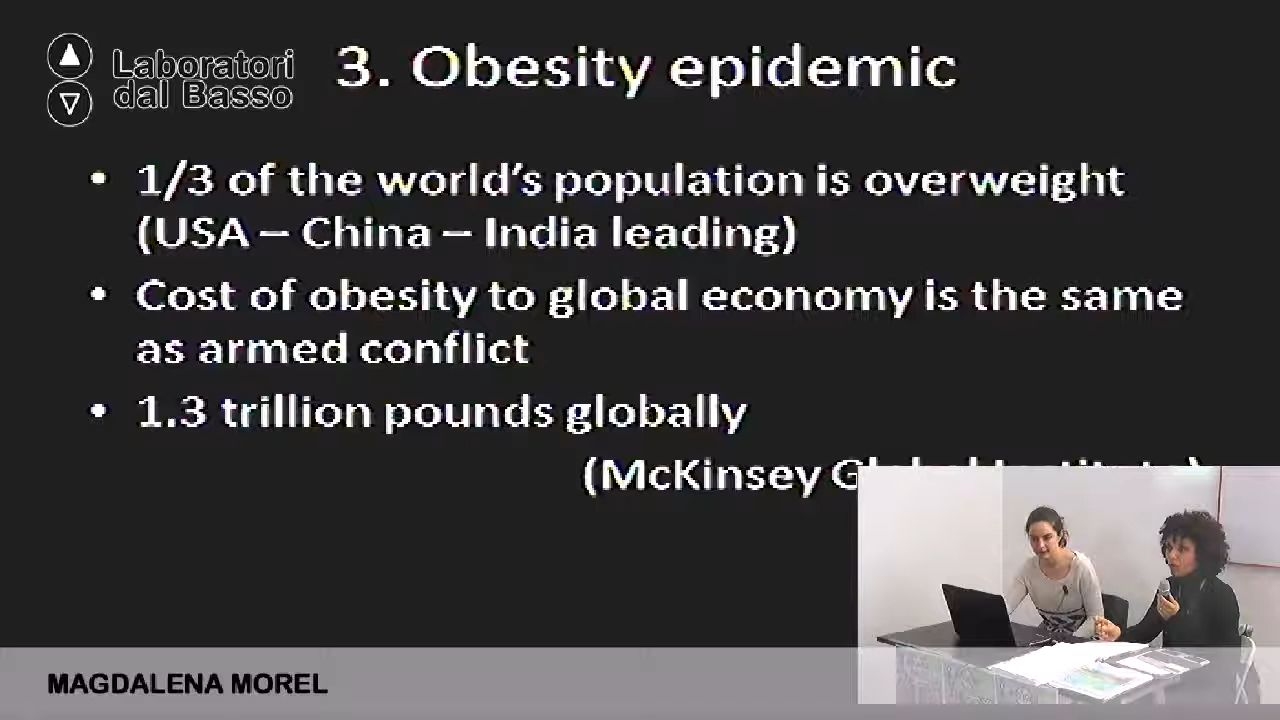 Laboratori
dal Basso
3. Obesity epidemic
• 1/3 of the world's population is overweight
(USA – China – India leading)
• Cost of obesity to global economy is the same
as armed conflict
• 1.3 trillion pounds globally
(McKinsey
MAGDALENA MOREL